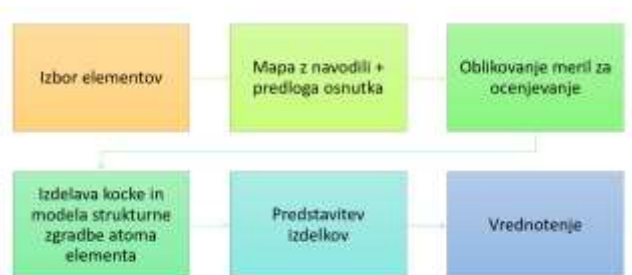 Izbor elementov
Mapa z navodili +
predloga osnutka
Oblikovanje meril za
ocenjevanje
Izdelava kocke in
modela strukturne
zgradbe atoma
elementa
Predstavitev
izdelkov
Vrednotenje